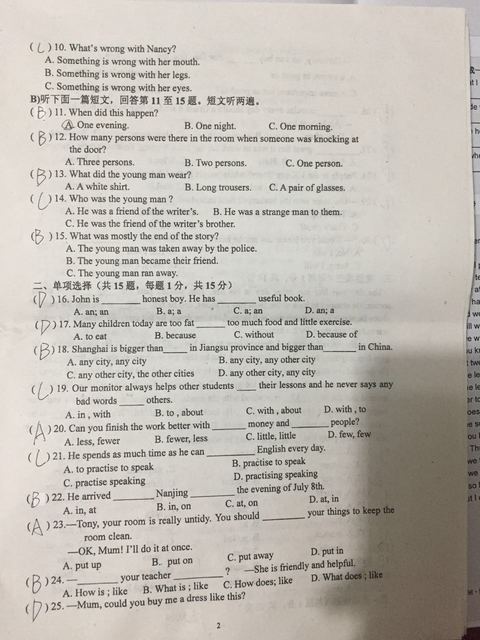 ( C ) 10. What's wrong with Nancy?
A. Something is wrong with her mouth.
B. Something is wrong with her legs.
C. Something is wrong with her eyes.
B)听下面一篇短文，回答第 11 至 15 题。短文听两遍。
( B ) 11. When did this happen?
A. One evening. B. One night. C. One morning.
( B ) 12. How many persons were there in the room when someone was knocking at
the door?
A. Three persons. B. Two persons. C. One person.
( B ) 13. What did the young man wear?
A. A white shirt. B. Long trousers. C. A pair of glasses.
( C ) 14. Who was the young man ?
A. He was a friend of the writer's. B. He was a strange man to them.
C. He was the friend of the writer's brother.
( B ) 15. What was mostly the end of the story?
A. The young man was taken away by the police.
B. The young man became their friend.
C. The young man ran away.
二、单项选择（共 15 题，每题 1 分，共 15 分）
( D ) 16. John is ________ honest boy. He has ________ useful book.
A. an; an B. a; a C. a; an D. an; a
( D ) 17. Many children today are too fat ______ too much food and little exercise.
A. to eat B. because of C. without D. because of
( B ) 18. Shanghai is bigger than_____ in Jiangsu province and bigger than_______ in China.
A. any city, any city B. any city, any other city
C. any other city, the other cities D. any other city, any city
( C ) 19. Our monitor always helps other students ____ their lessons and he never says any
bad words _____ others.
A. in , with B. to , about C. with , about D. with , to
( A ) 20. Can you finish the work better with _______ money and ________ people?
A. less, fewer B. fewer, less C. little, little D. few, few
( C ) 21. He spends as much time as he can __________ English every day.
A. to practise to speak B. practise to speak
C. practise speaking D. practising speaking
( B ) 22. He arrived ________ Nanjing _________ the evening of July 8th.
A. in, at B. in, on C. at, on D. at, in
( A ) 23.—Tony, your room is really untidy. You should _________ your things to keep the
room clean.
—OK, Mum! I'll do it at once.
A. put up B. put on C. put away D. put in
( B ) 24. —________ your teacher __________ ? —She is friendly and helpful.
A. How is ; like B. What is ; like C. How does; like D. What does ; like
( D ) 25. —Mum, could you buy me a dress like this?
2